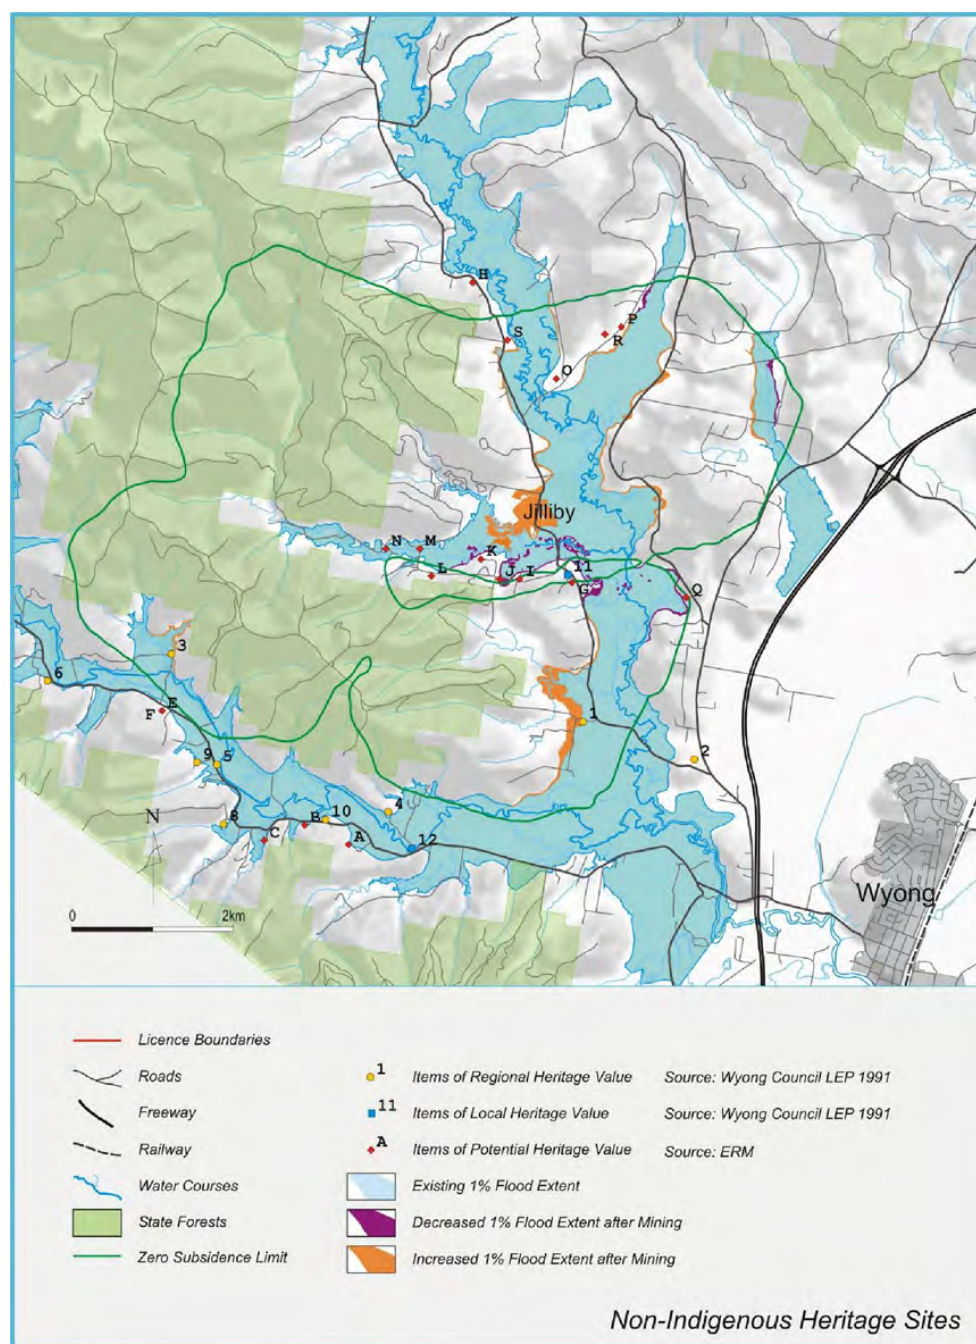 H
S
P
R
O
Jilliby
N
M
K
L
J
I
11
G
Q
3
6
E
F
1
9
5
2
N
8
10
4
B
C
A
12
0
2km
Wyong
Licence Boundaries
Roads
Freeway
Railway
Water Courses
State Forests
Zero Subsidence Limit
1 Items of Regional Heritage Value Source: Wyong Council LEP 1991
11 Items of Local Heritage Value Source: Wyong Council LEP 1991
A Items of Potential Heritage Value Source: ERM
Existing 1% Flood Extent
Decreased 1% Flood Extent after Mining
Increased 1% Flood Extent after Mining
Non-Indigenous Heritage Sites